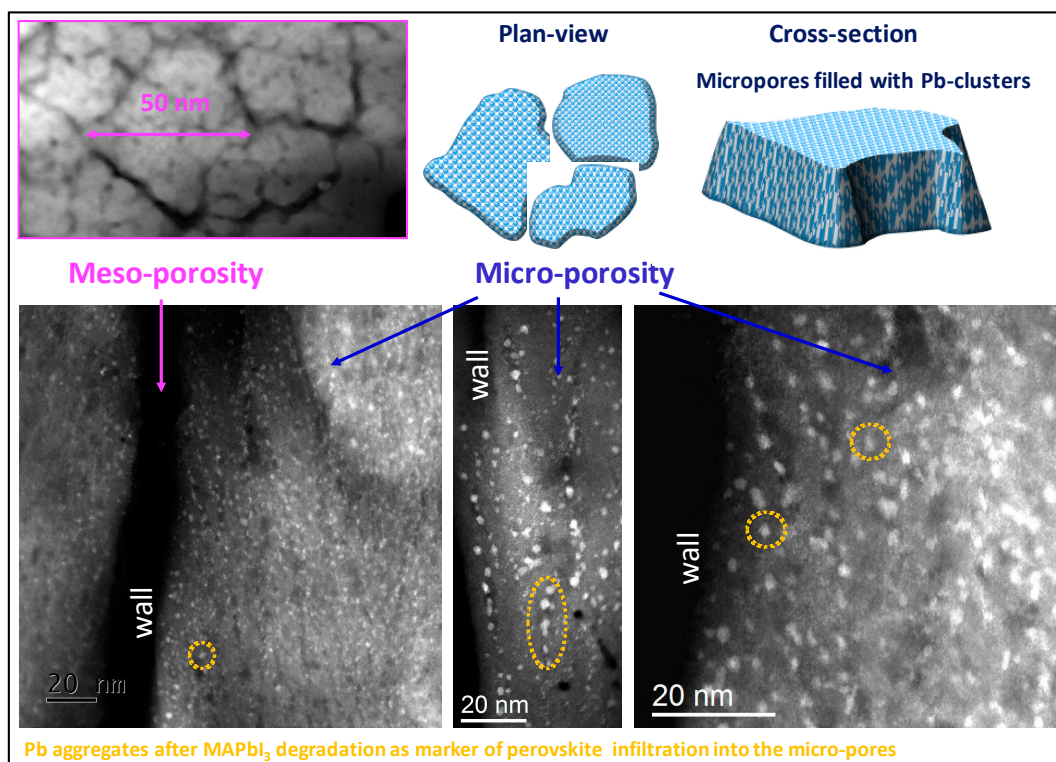 50 nm
Plan-view
Cross-section
Micropores filled with Pb-clusters
Meso-porosity
Micro-porosity
wall
20 nm
wall
20 nm
wall
20 nm
Pb aggregates after MAPbI₃ degradation as marker of perovskite infiltration into the micro-pores